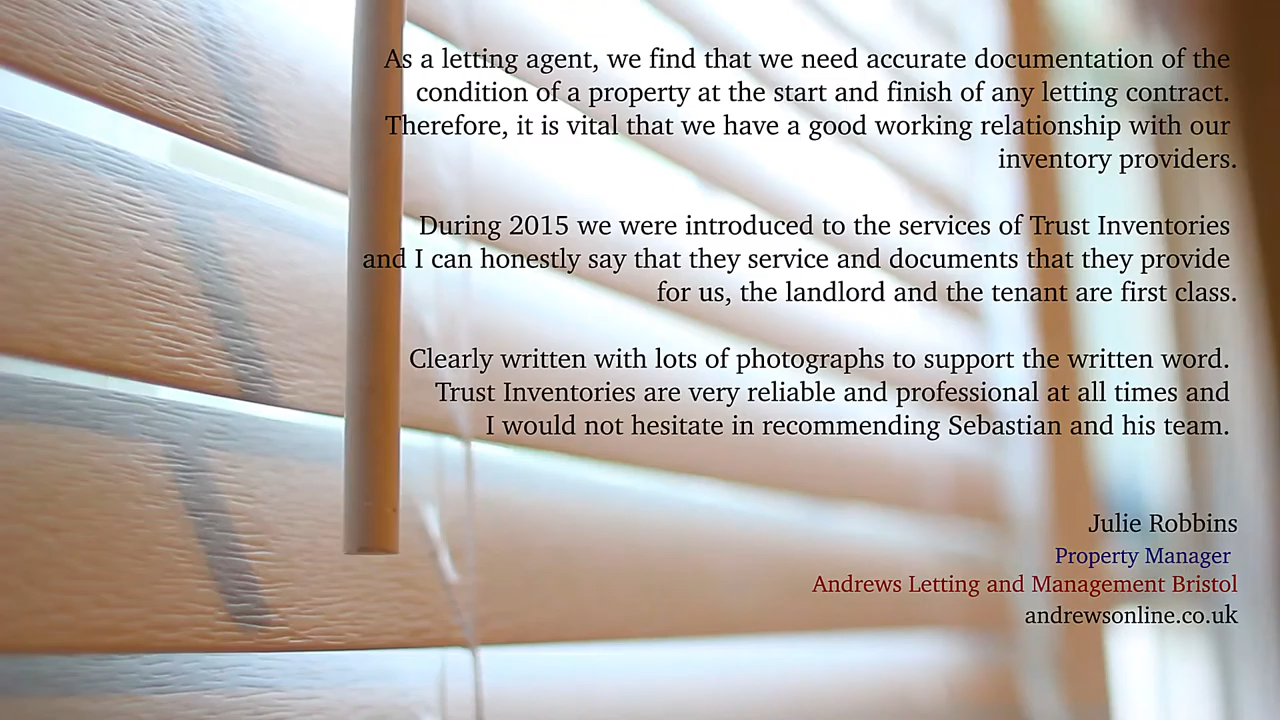 As a letting agent, we find that we need accurate documentation of the
condition of a property at the start and finish of any letting contract.
Therefore, it is vital that we have a good working relationship with our
inventory providers.
During 2015 we were introduced to the services of Trust Inventories
and I can honestly say that they service and documents that they provide
for us, the landlord and the tenant are first class.
Clearly written with lots of photographs to support the written word.
Trust Inventories are very reliable and professional at all times and
I would not hesitate in recommending Sebastian and his team.
Julie Robbins
Property Manager
Andrews Letting and Management Bristol
andrewsonline.co.uk